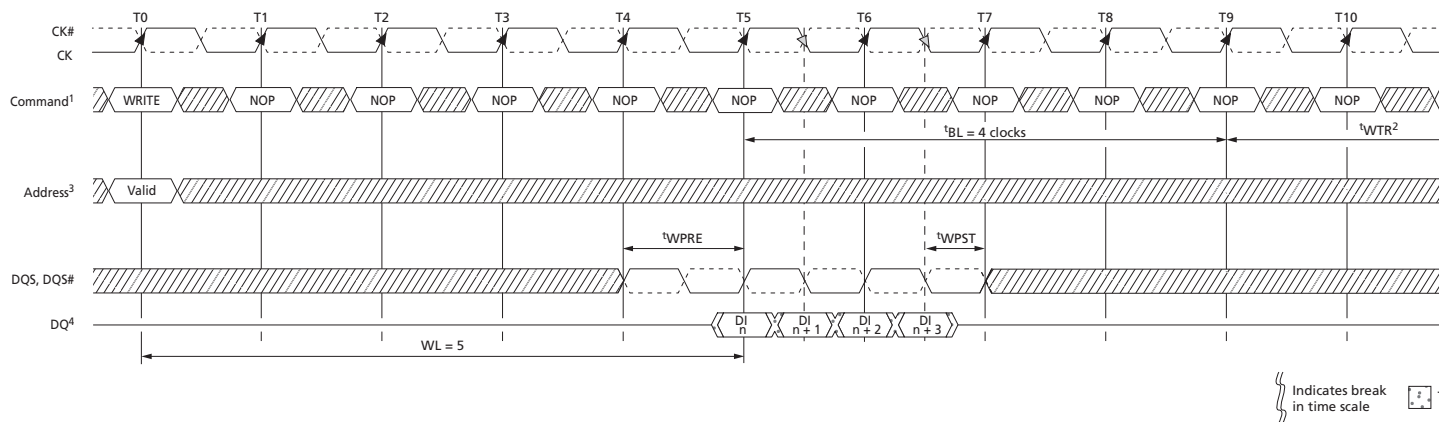 T0 T1 T2 T3 T4 T5 T6 T7 T8 T9 T10
CK#
CK
Command¹ WRITE NOP NOP NOP NOP NOP NOP NOP NOP NOP NOP
ᵗBL = 4 clocks ᵗWTR²
Address³ Valid
ᵗWPRE ᵗWPST
DQS, DQS#
DQ⁴ DI n DI n + 1 DI n + 2 DI n + 3
WL = 5
Indicates break
in time scale